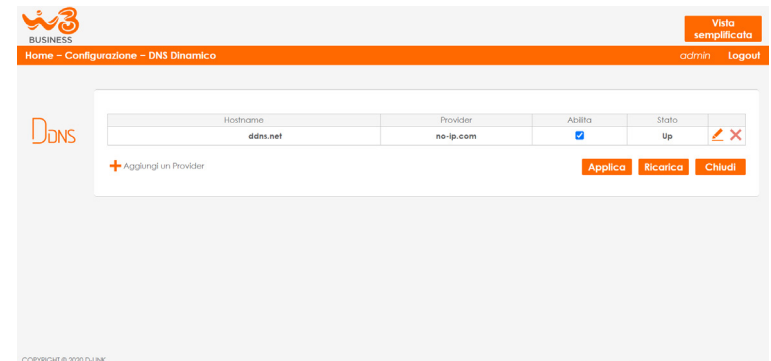 W3
BUSINESS
Vista
semplificata
Home – Configurazione – DNS Dinamico
admin Logout
DDNS
Hostname Provider Abilita Stato
ddns.net no-ip.com Up
Aggiungi un Provider
Applica Ricarica Chiudi
COPYRIGHT © 2020 D-LINK